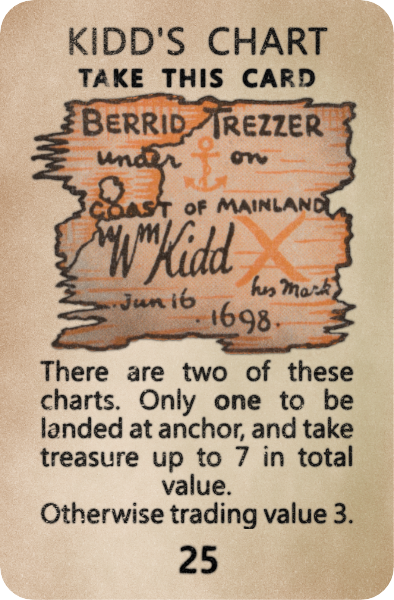 KIDD'S CHART
TAKE THIS CARD
BERRID TREZZER
under on
COAST OF MAINLAND
Wm Kidd
hes Mark
Jun 16
1698.
There are two of these
charts. Only one to be
landed at anchor, and take
treasure up to 7 in total
value.
Otherwise trading value 3.
25